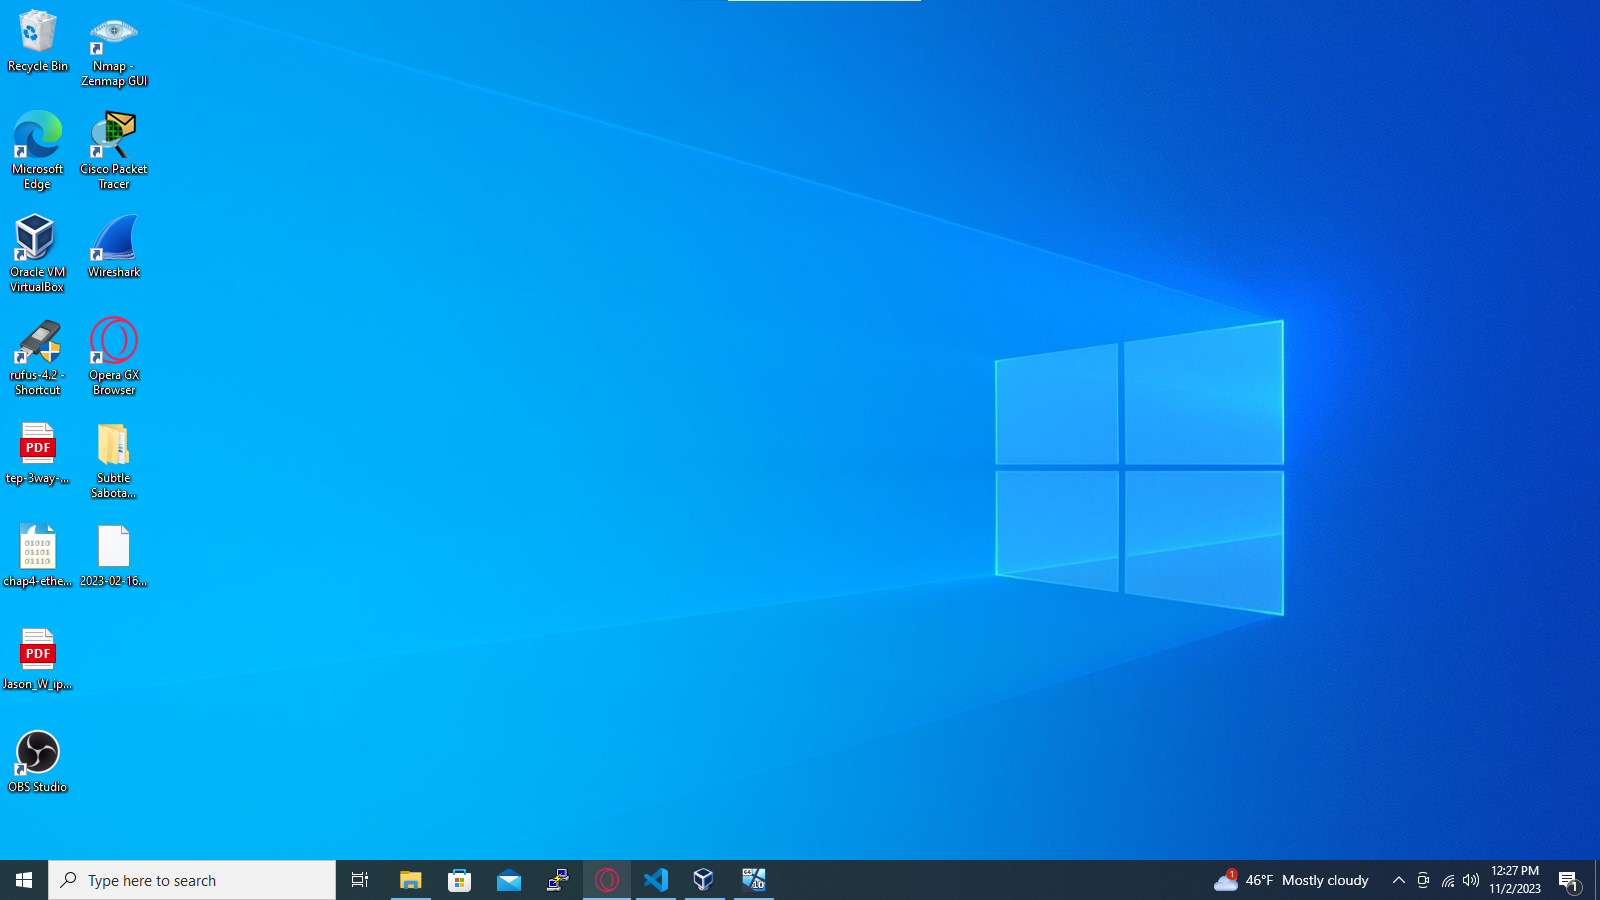 Recycle Bin
Nmap -
Zenmap GUI
Microsoft
Edge
Cisco Packet
Tracer
Oracle VM
VirtualBox
Wireshark
rufus-4.2 -
Shortcut
Opera GX
Browser
PDF
tep-3way-...
Subtle
Sabota...
01010
01101
01110
chap4-ethe...
2023-02-16...
PDF
Jason_W_ip...
OBS Studio
Type here to search
64
10
1
46°F Mostly cloudy
12:27 PM
11/2/2023
1